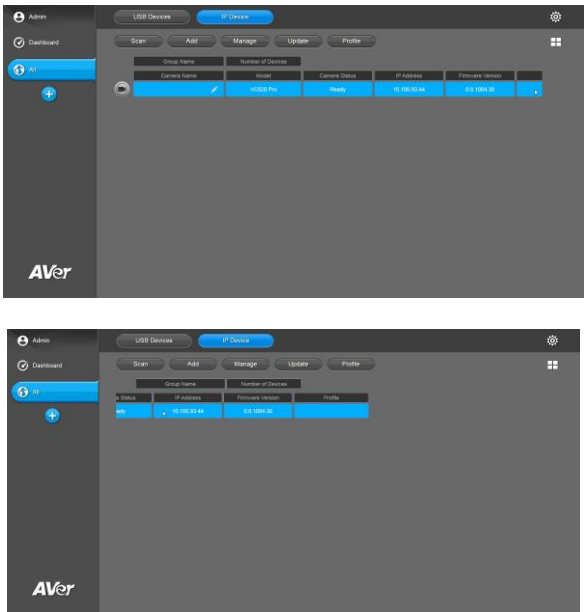 Admin USB Devices IP Device
Dashboard Scan Add Manage Update Profile
All Group Name Number of Devices
Camera Name Model Camera Status IP Address Firmware Version
VC520 Pro Ready 10.100.93.44 0.0.1004.30
AVer
Admin USB Devices IP Device
Dashboard Scan Add Manage Update Profile
All Group Name Number of Devices
a Status IP Address Firmware Version Profile
eady 10.100.93.44 0.0.1004.30
AVer